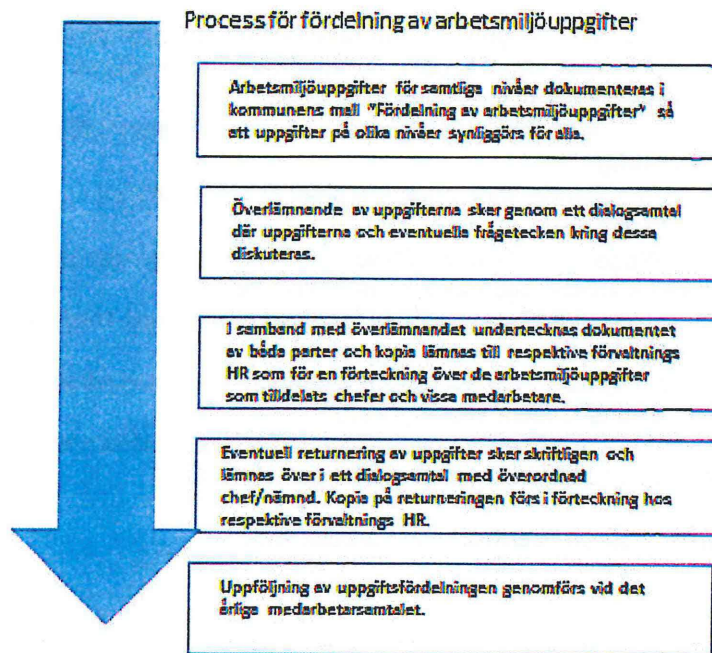 Process för fördelning av arbetsmiljöuppgifter
Arbetsmiljöuppgifter för samtliga nivåer dokumenteras i
kommunens mall "Fördelning av arbetsmiljöuppgifter" så
att uppgifter på olika nivåer synliggörs för alla.
Överlämnande av uppgifterna sker genom ett dialogsamtal
där uppgifterna och eventuella frågetecken kring dessa
diskuteras.
I samband med överlämnandet undertecknas dokumentet
av båda parter och kopia lämnas till respektive förvaltnings
HR som för en förteckning över de arbetsmiljöuppgifter
som tilldelats chefer och vissa medarbetare.
Eventuell returnering av uppgifter sker skriftligen och
lämnas över i ett dialogsamtal med överordnad
chef/nämnd. Kopia på returneringen förs i förteckning hos
respektive förvaltnings HR.
Uppföljning av uppgiftsfördelningen genomförs vid det
årliga medarbetarsamtalet.